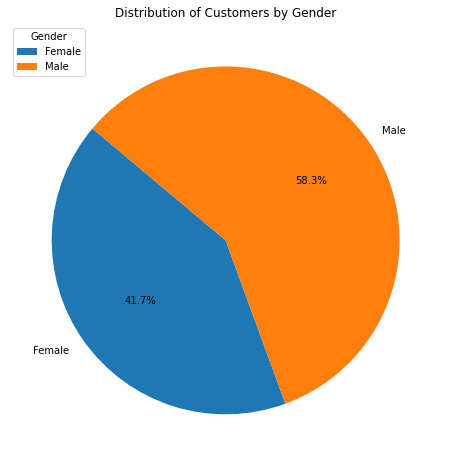 Distribution of Customers by Gender
Gender
Female
Male
Male
58.3%
41.7%
Female